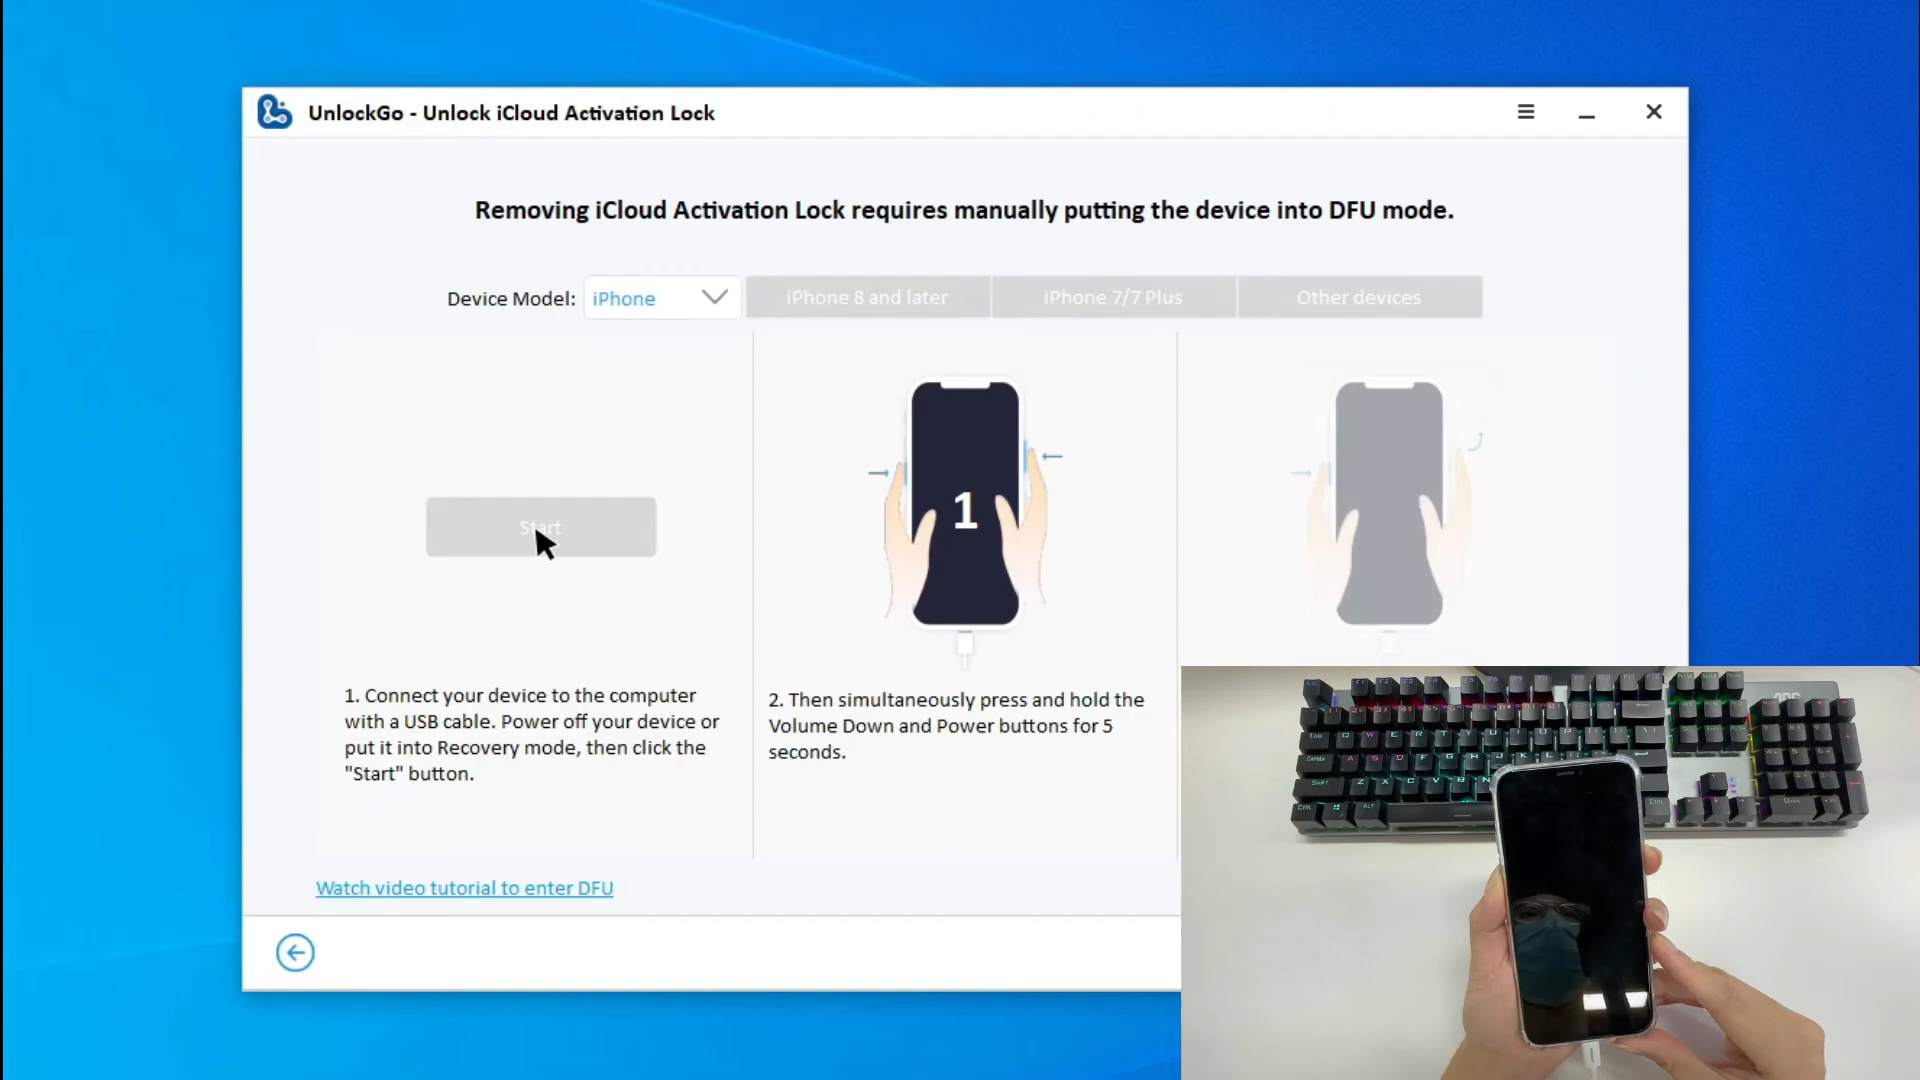 UnlockGo - Unlock iCloud Activation Lock
Removing iCloud Activation Lock requires manually putting the device into DFU mode.
Device Model: iPhone
iPhone 8 and later
iPhone 7/7 Plus
Other devices
Start
1
1. Connect your device to the computer
with a USB cable. Power off your device or
put it into Recovery mode, then click the
"Start" button.
2. Then simultaneously press and hold the
Volume Down and Power buttons for 5
seconds.
Watch video tutorial to enter DFU